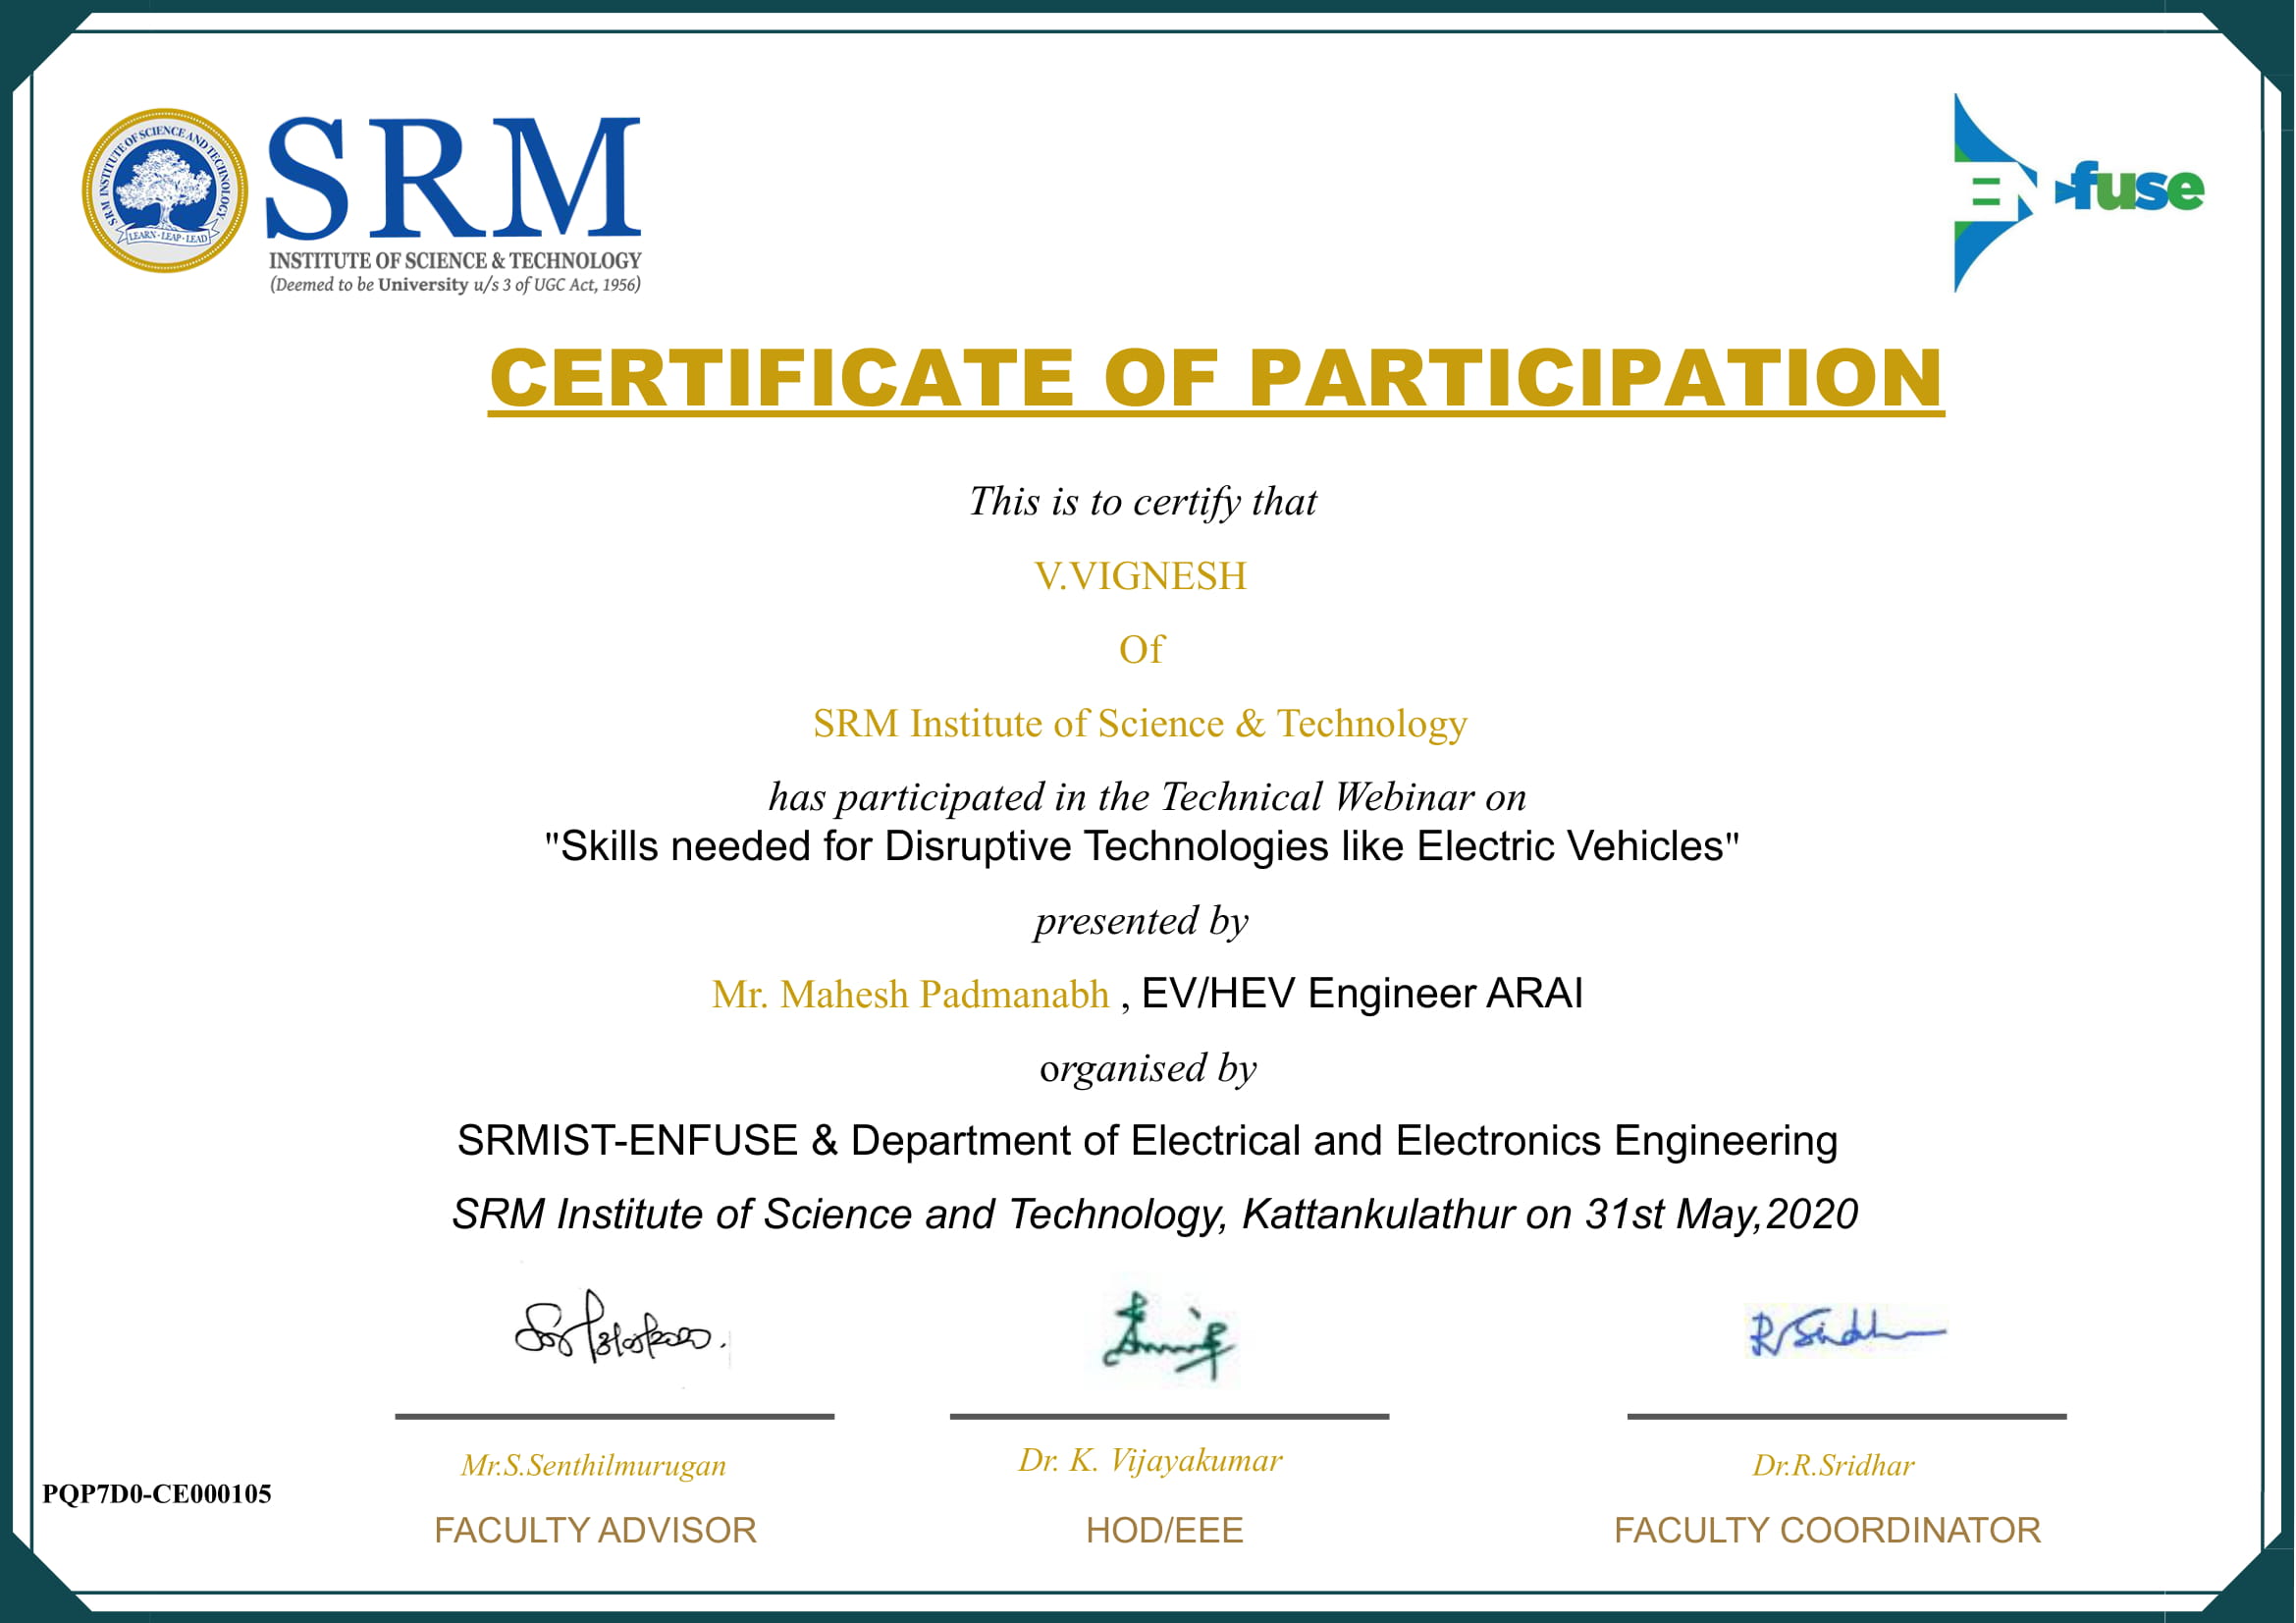 SRM INSTITUTE OF SCIENCE AND TECHNOLOGY
LEARN - LEAP - LEAD
SRM
INSTITUTE OF SCIENCE & TECHNOLOGY
(Deemed to be University u/s 3 of UGC Act, 1956)
EN fuse
CERTIFICATE OF PARTICIPATION
This is to certify that
V.VIGNESH
Of
SRM Institute of Science & Technology
has participated in the Technical Webinar on
"Skills needed for Disruptive Technologies like Electric Vehicles"
presented by
Mr. Mahesh Padmanabh , EV/HEV Engineer ARAI
organised by
SRMIST-ENFUSE & Department of Electrical and Electronics Engineering
SRM Institute of Science and Technology, Kattankulathur on 31st May,2020
R Sridh
Mr.S.Senthilmurugan
Dr. K. Vijayakumar
Dr.R.Sridhar
PQP7D0-CE000105
FACULTY ADVISOR
HOD/EEE
FACULTY COORDINATOR